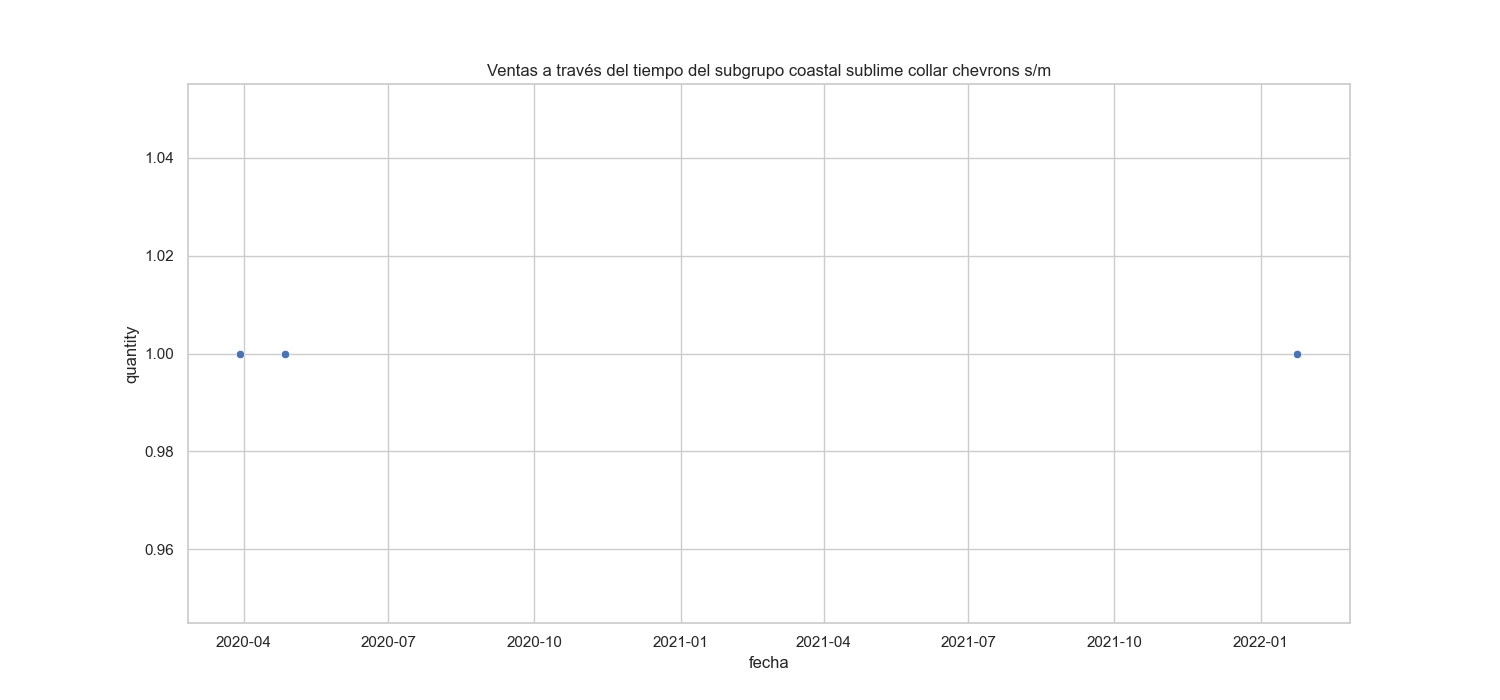 Ventas a través del tiempo del subgrupo coastal sublime collar chevrons s/m
1.04
1.02
1.00
0.98
0.96
quantity
2020-04 2020-07 2020-10 2021-01 2021-04 2021-07 2021-10 2022-01
fecha